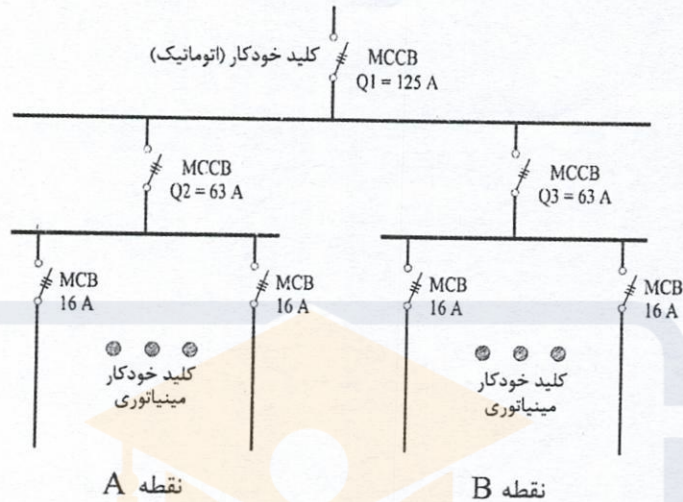 کلید خودکار (اتوماتیک)
MCCB
Q1 = 125 A
MCCB
Q2 = 63 A
MCCB
Q3 = 63 A
MCB
16 A
MCB
16 A
MCB
16 A
MCB
16 A
کلید خودکار
مینیاتوری
کلید خودکار
مینیاتوری
نقطه A
نقطه B